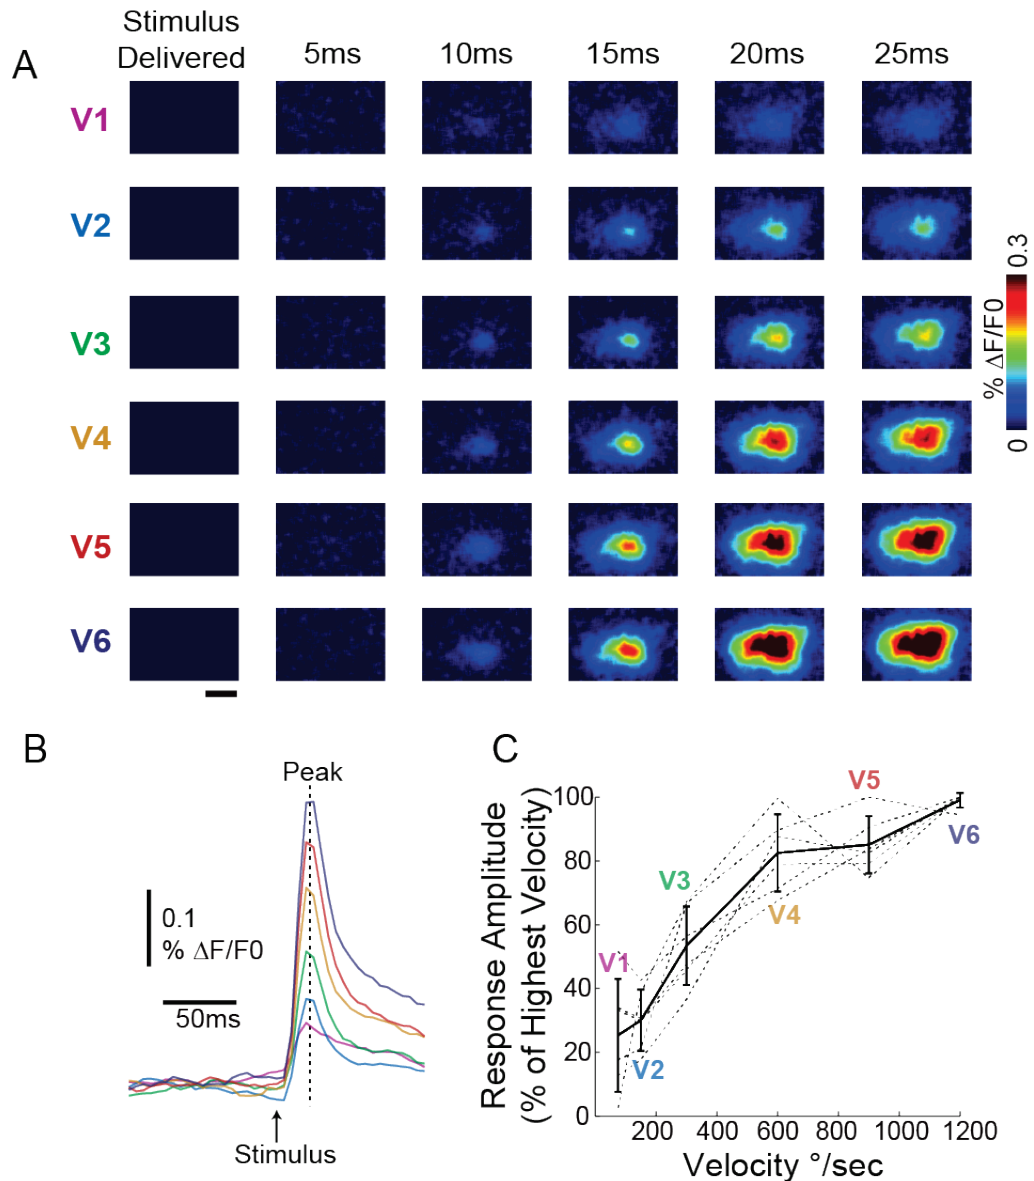 A
Stimulus
Delivered
5ms
10ms
15ms
20ms
25ms
V1
V2
V3
V4
V5
V6
0.3
% ΔF/F0
0
B
Peak
0.1
% ΔF/F0
50ms
Stimulus
C
Response Amplitude
(% of Highest Velocity)
100
80
60
40
20
0
V1
V2
V3
V4
V5
V6
200
400
600
800
1000
1200
Velocity °/sec